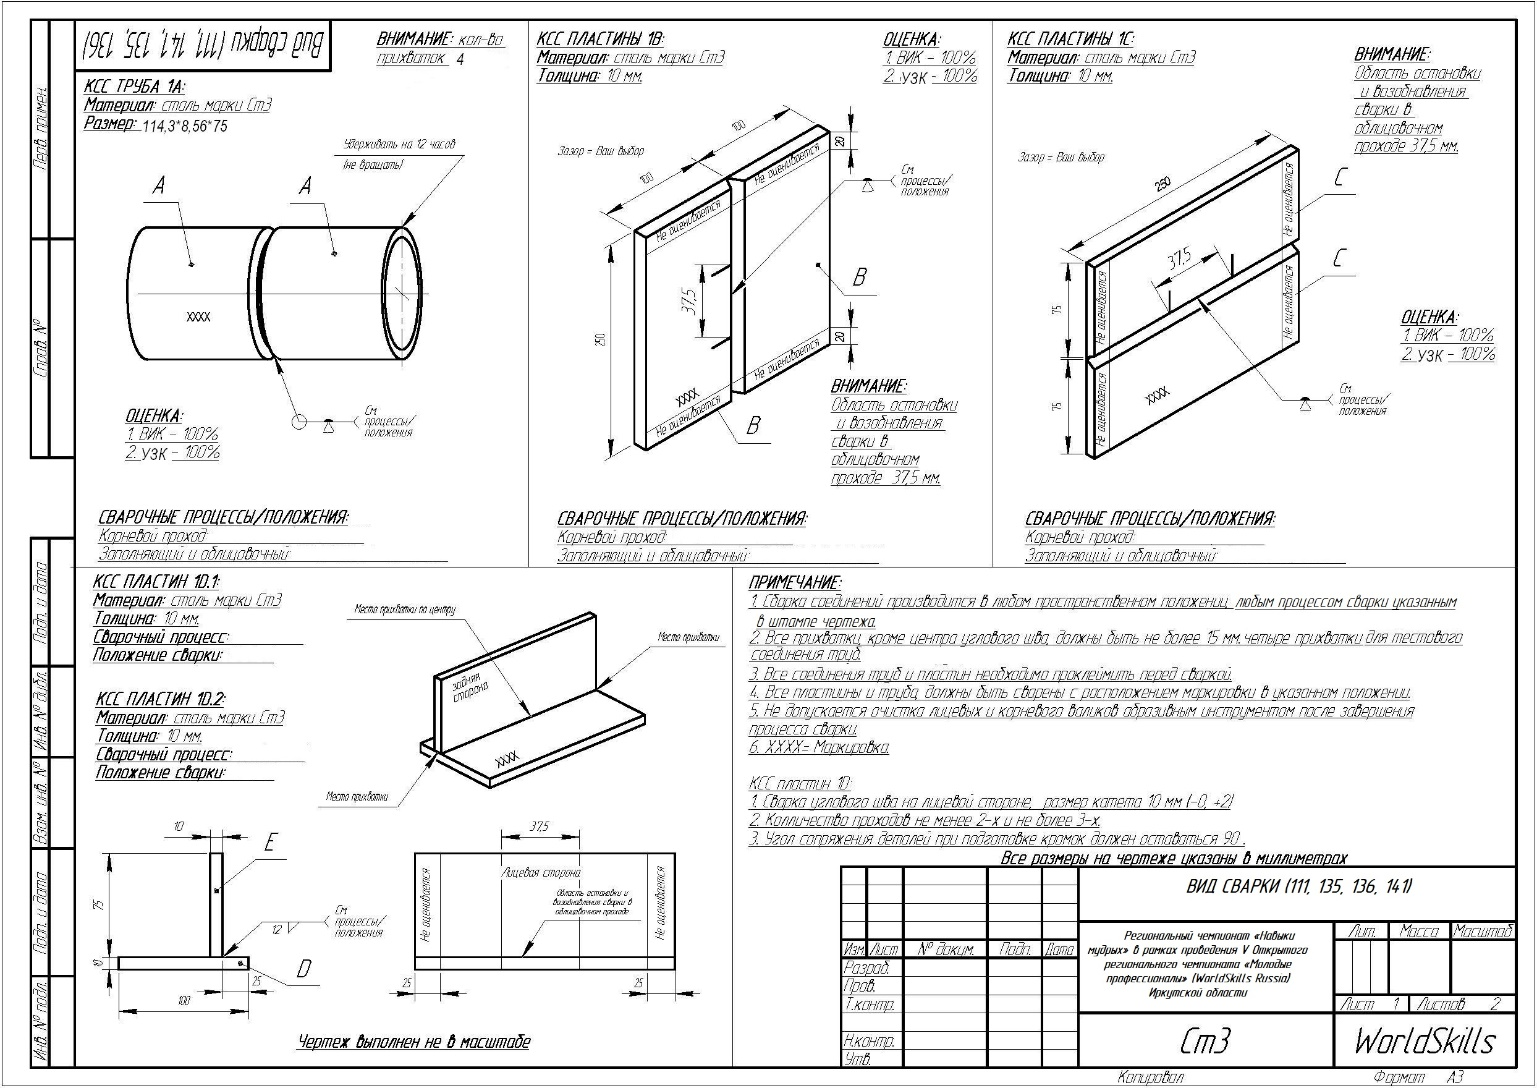 Вид сварки (111, 141, 135, 136)
КСС ТРУБА 1А:
Материал: сталь марки Ст3
Размер: 114,3*8,56*75
ВНИМАНИЕ: кол-во
прихваток 4
Удерживать на 12 часов
(не вращать)
А
А
XXXX
См.
процессы/
положения
ОЦЕНКА:
1. ВИК - 100%
2. УЗК - 100%
СВАРОЧНЫЕ ПРОЦЕССЫ/ПОЛОЖЕНИЯ:
Корневой проход:
Заполняющий и облицовочный:
КСС ПЛАСТИНЫ 1В:
Материал: сталь марки Ст3
Толщина: 10 мм.
ОЦЕНКА:
1. ВИК - 100%
2. УЗК - 100%
Зазор = Ваш выбор
100
100
20
Не оценивается
Не оценивается
См.
процессы/
положения
37,5
250
В
20
Не оценивается
XXXX
Не оценивается
В
ВНИМАНИЕ:
Область остановки
и возобнавления
сварки в
облицовочном
проходе 37,5 мм.
СВАРОЧНЫЕ ПРОЦЕССЫ/ПОЛОЖЕНИЯ:
Корневой проход:
Заполняющий и облицовочный:
КСС ПЛАСТИНЫ 1С:
Материал: сталь марки Ст3
Толщина: 10 мм.
ВНИМАНИЕ:
Область остановки
и возобнавления
сварки в
облицовочном
проходе 37,5 мм.
Зазор = Ваш выбор
250
Не оценивается
С
37,5
С
75
Не оценивается
Не оценивается
75
Не оценивается
XXXX
ОЦЕНКА:
1. ВИК - 100%
2. УЗК - 100%
См.
процессы/
положения
СВАРОЧНЫЕ ПРОЦЕССЫ/ПОЛОЖЕНИЯ:
Корневой проход:
Заполняющий и облицовочный:
КСС ПЛАСТИН 1D.1:
Материал: сталь марки Ст3
Толщина: 10 мм.
Сварочный процесс:
Положение сварки:
КСС ПЛАСТИН 1D.2:
Материал: сталь марки Ст3
Толщина: 10 мм.
Сварочный процесс:
Положение сварки:
Место прихватки по центру
Место прихватки
задняя
сторона
XXXX
Место прихватки
10
E
75
12
См.
процессы/
положения
10
D
25
100
37,5
Лицевая сторона
Не оценивается
Область остановки и
возобнавления сварки в
облицовочном проходе
Не оценивается
25
25
Чертеж выполнен не в масштабе
ПРИМЕЧАНИЕ:
1. Сборка соединений производится в любом пространственном положении, любым процессом сварки указанным
в штампе чертежа.
2. Все прихватки, кроме центра углового шва, должны быть не более 15 мм. четыре прихватки для тестового
соединения труб.
3. Все соединения труб и пластин необходимо проклеймить перед сваркой.
4. Все пластины и труба, должны быть сварены с расположением маркировки в указанном положении.
5. Не допускается очистка лицевых и корневого валиков абразивным инструментом после завершения
процесса сварки.
6. XXXX= Маркировка.
КСС пластин 1D:
1. Сварка углового шва на лицевой стороне, размер катета 10 мм (-0, +2)
2. Колличество проходов не менее 2-х и не более 3-х.
3. Угол сопряжения деталей при подготовке кромок должен оставаться 90 .
Все размеры на чертеже указаны в миллиметрах
ВИД СВАРКИ (111, 135, 136, 141)
Изм. Лист № докум. Подп. Дата
Разраб.
Пров.
Т.контр.
Н.контр.
Утв.
Региональный чемпионат «Навыки
мудрых» в рамках проведения V Открытого
регионального чемпионата «Молодые
профессионалы» (WorldSkills Russia)
Иркутской области
Лит. Масса Масштаб
Лист 1 Листов 2
Ст3
WorldSkills
Копировал
Формат А3
Перв. примен.
Справ. №
Подп. и дата
Инв. № дубл.
Взам. инв. №
Подп. и дата
Инв. № подл.